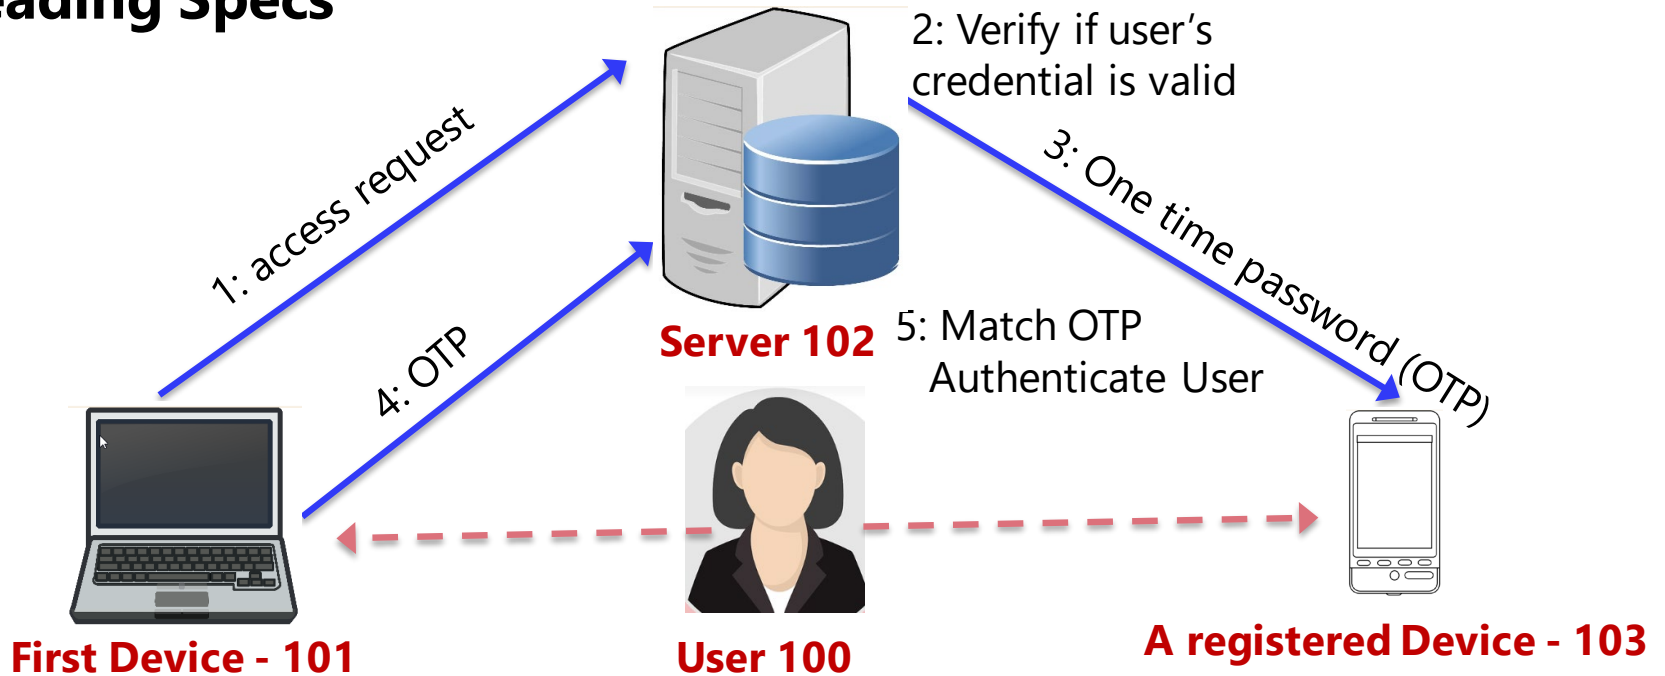 Specs
2: Verify if user’s
credential is valid
1: access request
3: One time password (OTP)
4: OTP
Server 102
5: Match OTP
Authenticate User
First Device - 101
User 100
A registered Device - 103